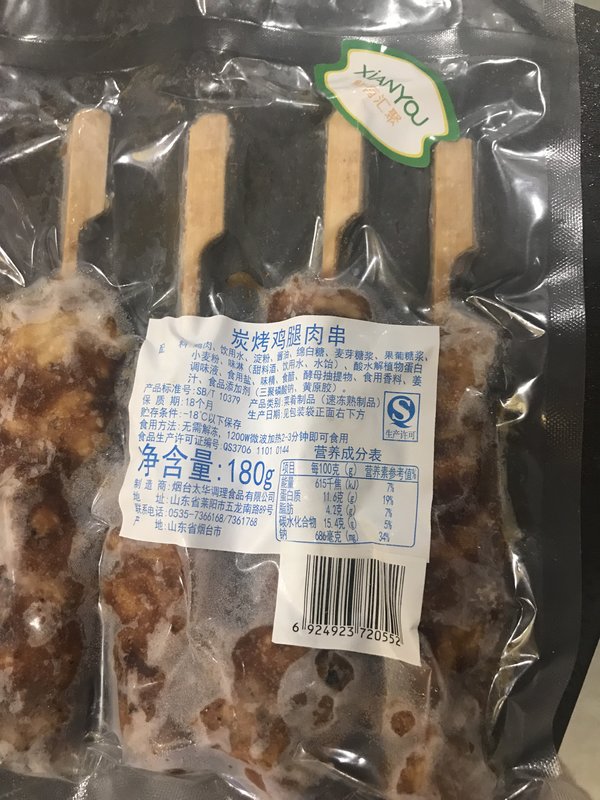 XIANYOU
汇聚
炭烤鸡腿肉串
料 肉、饮用水、淀粉、酱油、绵白糖、麦芽糖浆、果葡糖浆、
小麦粉、味淋(甜料酒、饮用水、水饴)、酸水解植物蛋白
调味液、食用盐、味精、食醋、酵母抽提物、食用香料、姜
汁、食品添加剂(三聚磷酸钠、黄原胶)
产品标准号:SB/T 10379 产品类别:菜肴制品(速冻熟制品)
保 质 期:18个月 生产日期:见包装袋正面右下方
贮存条件:-18℃以下保存
食用方法:无需解冻,1200W微波加热2-3分钟即可食用
食品生产许可证编号:QS3706 1101 0144
QS
生产许可
净含量:180g
制 造 商:烟台太华调理食品有限公司
地 址:山东省莱阳市五龙南路89号
联系电话:0535-7366168/7361768
产 地:山东省烟台市
营养成分表
项目 每100克(g) 营养素参考值%
能量 615千焦(kJ) 7%
蛋白质 11.6克(g) 19%
脂肪 4.2克(g) 7%
碳水化合物 15.4克(g) 5%
钠 686毫克(mg) 34%
6 924923 720552